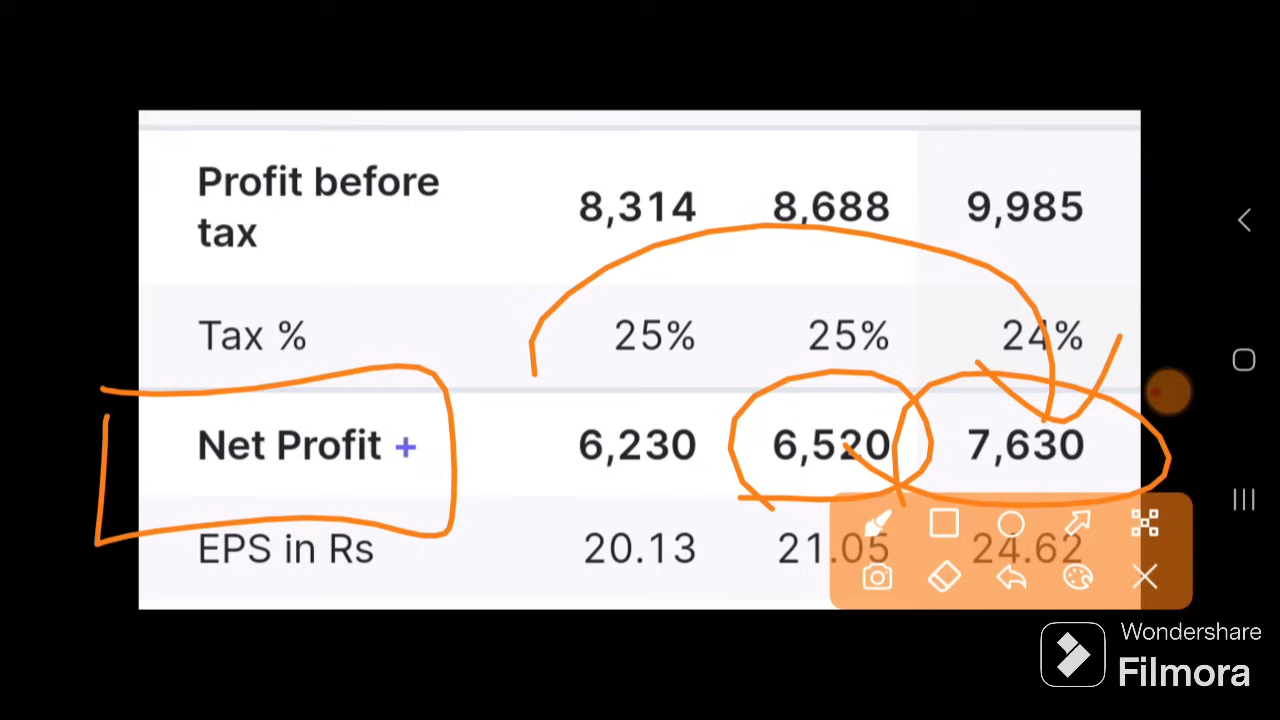 Profit before
tax
8,314 8,688 9,985
Tax % 25% 25% 24%
Net Profit + 6,230 6,520 7,630
EPS in Rs 20.13 21.05 24.62
Wondershare
Filmora